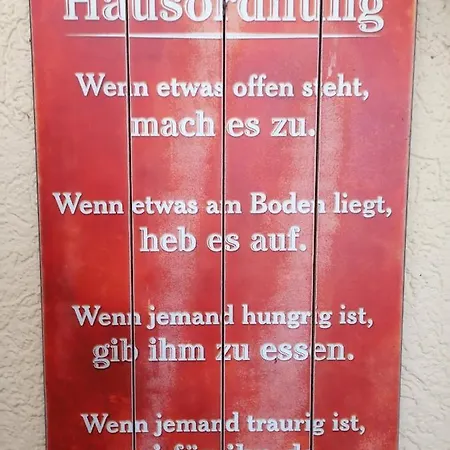 Hausordnung
Wenn etwas offen steht,
mach es zu.
Wenn etwas am Boden liegt,
heb es auf.
Wenn jemand hungrig ist,
gib ihm zu essen.
Wenn jemand traurig ist,